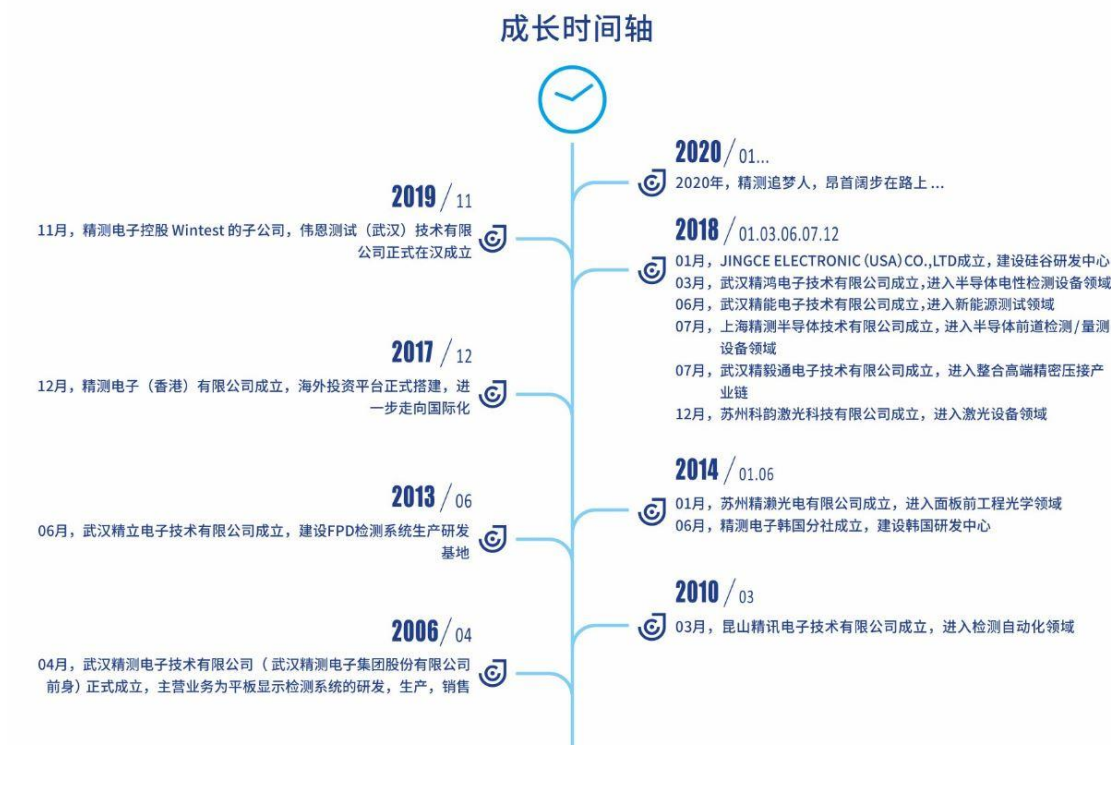 成长时间轴
2020/01...
2020年，精测追梦人，昂首阔步在路上...
2019/11
11月，精测电子控股 Wintest 的子公司，伟恩测试（武汉）技术有限
公司正式在汉成立
2018/01.03.06.07.12
01月，JINGCE ELECTRONIC（USA）CO.,LTD成立，建设硅谷研发中心
03月，武汉精鸿电子技术有限公司成立,进入半导体电性检测设备领域
06月，武汉精能电子技术有限公司成立,进入新能源测试领域
07月，上海精测半导体技术有限公司成立，进入半导体前道检测/量测
设备领域
07月，武汉精毅通电子技术有限公司成立，进入整合高端精密压接产
业链
12月，苏州科韵激光科技有限公司成立，进入激光设备领域
2017/12
12月，精测电子（香港）有限公司成立，海外投资平台正式搭建，进
一步走向国际化
2014/01.06
01月，苏州精濑光电有限公司成立，进入面板前工程光学领域
06月，精测电子韩国分社成立，建设韩国研发中心
2013/06
06月，武汉精立电子技术有限公司成立，建设FPD检测系统生产研发
基地
2010/03
03月，昆山精讯电子技术有限公司成立，进入检测自动化领域
2006/04
04月，武汉精测电子技术有限公司（ 武汉精测电子集团股份有限公司
前身）正式成立，主营业务为平板显示检测系统的研发，生产，销售